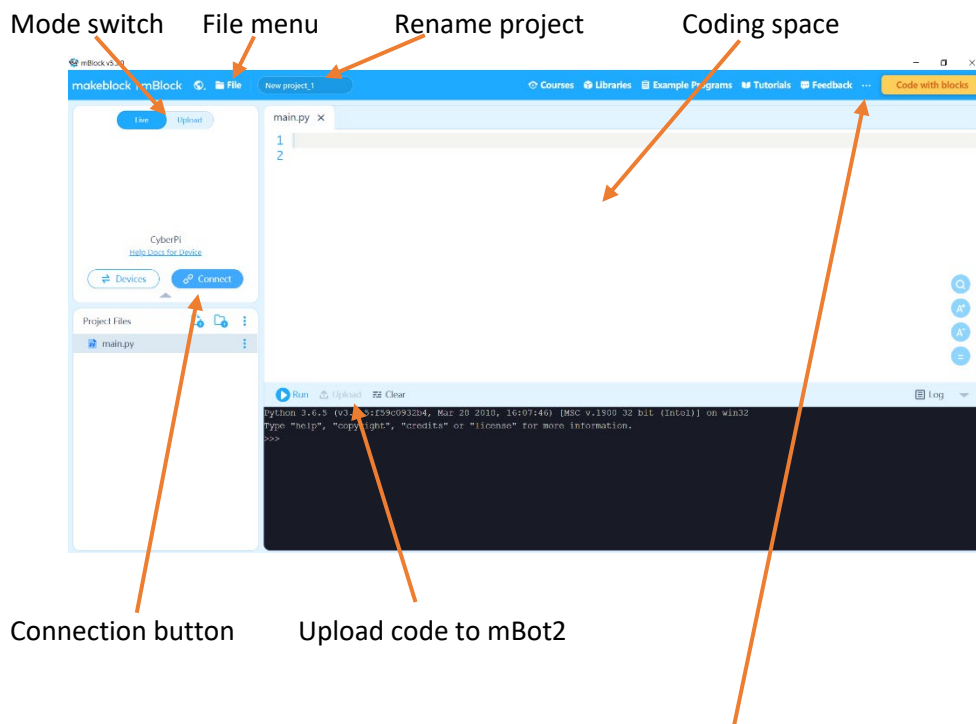 Mode switch File menu Rename project Coding space
mBlock v5.3.0
makeblock mBlock File New project_1 Courses Libraries Example Programs Tutorials Feedback ... Code with blocks
Live Upload
main.py ×
1
2
CyberPi
Help Docs for Device
Devices Connect
Project Files
main.py
Run Upload Clear Log
Python 3.6.5 59c0932b4, Mar 28 2018, 16:07:46) [MSC v.1900 32 bit (Intel)] on win32
Type "help", "copyright", "credits" or "license" for more information.
>>>
Connection button Upload code to mBot2